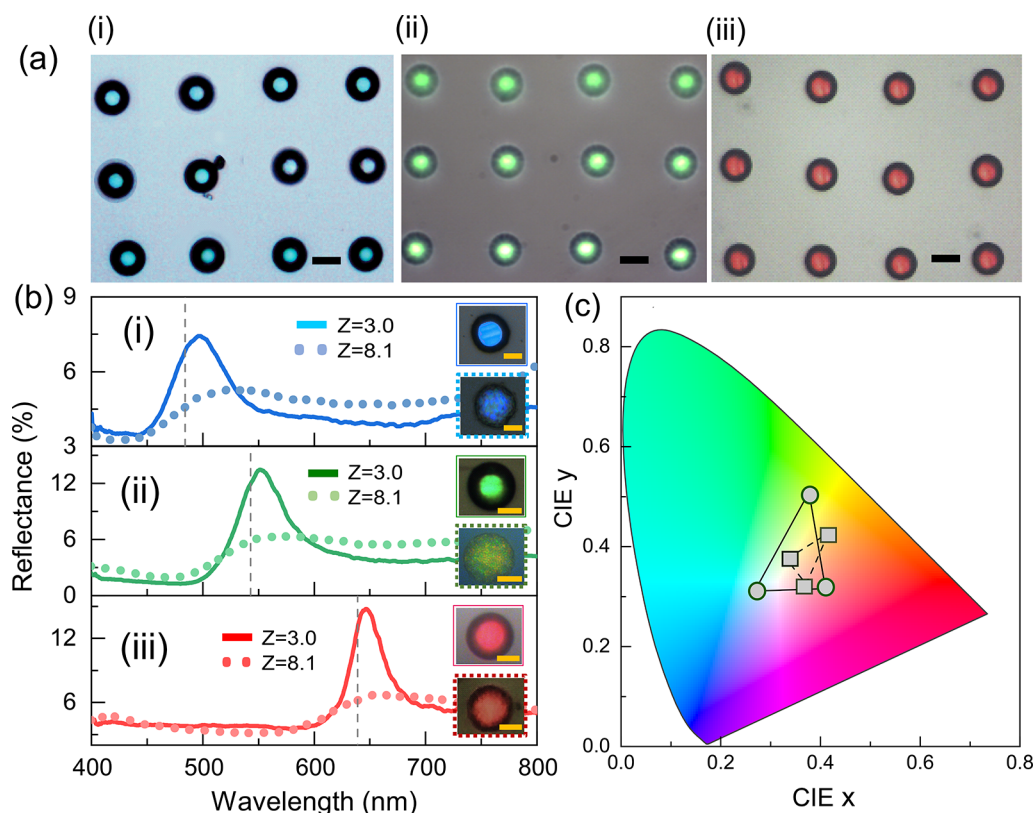 (a)
(i)
(ii)
(iii)
(b)
(i)
Z=3.0
Z=8.1
9
6
3
(ii)
Z=3.0
Z=8.1
12
6
0
(iii)
Z=3.0
Z=8.1
12
6
Reflectance (%)
400 500 600 700 800
Wavelength (nm)
(c)
0.8
0.6
0.4
0.2
0.0
CIE y
0.0 0.2 0.4 0.6 0.8
CIE x